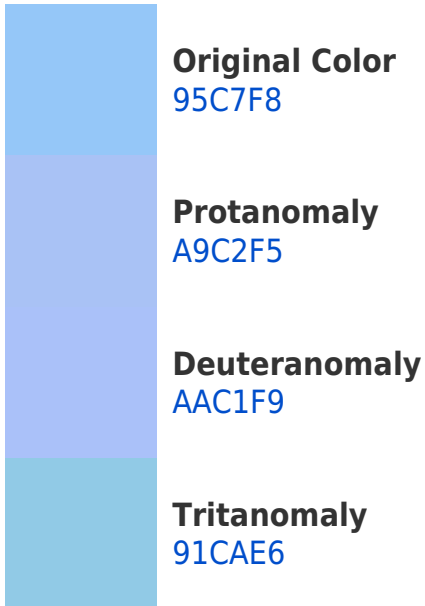 Original Color
95C7F8
Protanomaly
A9C2F5
Deuteranomaly
AAC1F9
Tritanomaly
91CAE6